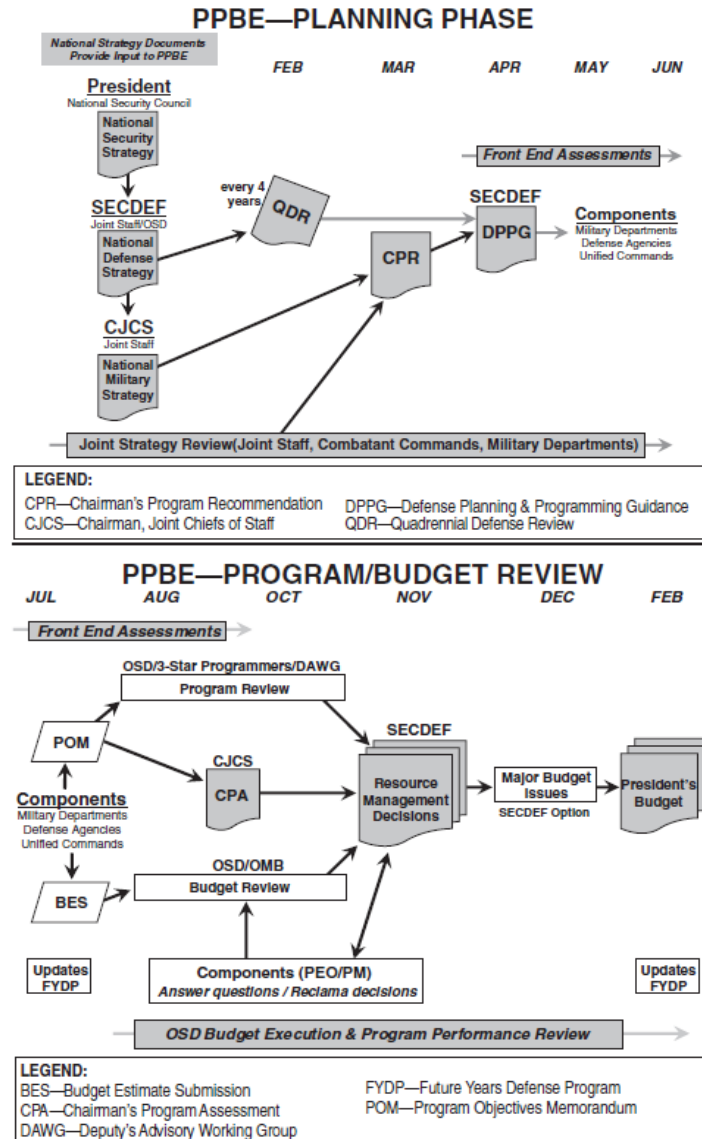 PPBE—PLANNING PHASE
National Strategy Documents
Provide Input to PPBE
FEB MAR APR MAY JUN
President
National Security Council
National
Security
Strategy
Front End Assessments
SECDEF
Joint Staff/OSD
National
Defense
Strategy
every 4
years
QDR
CPR
SECDEF
DPPG
Components
Military Departments
Defense Agencies
Unified Commands
CJCS
Joint Staff
National
Military
Strategy
Joint Strategy Review(Joint Staff, Combatant Commands, Military Departments)
LEGEND:
CPR—Chairman's Program Recommendation
CJCS—Chairman, Joint Chiefs of Staff
DPPG—Defense Planning & Programming Guidance
QDR—Quadrennial Defense Review
PPBE—PROGRAM/BUDGET REVIEW
JUL AUG OCT NOV DEC FEB
Front End Assessments
OSD/3-Star Programmers/DAWG
Program Review
POM
CJCS
CPA
SECDEF
Resource
Management
Decisions
Major Budget
Issues
SECDEF Option
President's
Budget
Components
Military Departments
Defense Agencies
Unified Commands
BES
OSD/OMB
Budget Review
Updates
FYDP
Components (PEO/PM)
Answer questions / Reclama decisions
Updates
FYDP
OSD Budget Execution & Program Performance Review
LEGEND:
BES—Budget Estimate Submission
CPA—Chairman's Program Assessment
DAWG—Deputy's Advisory Working Group
FYDP—Future Years Defense Program
POM—Program Objectives Memorandum